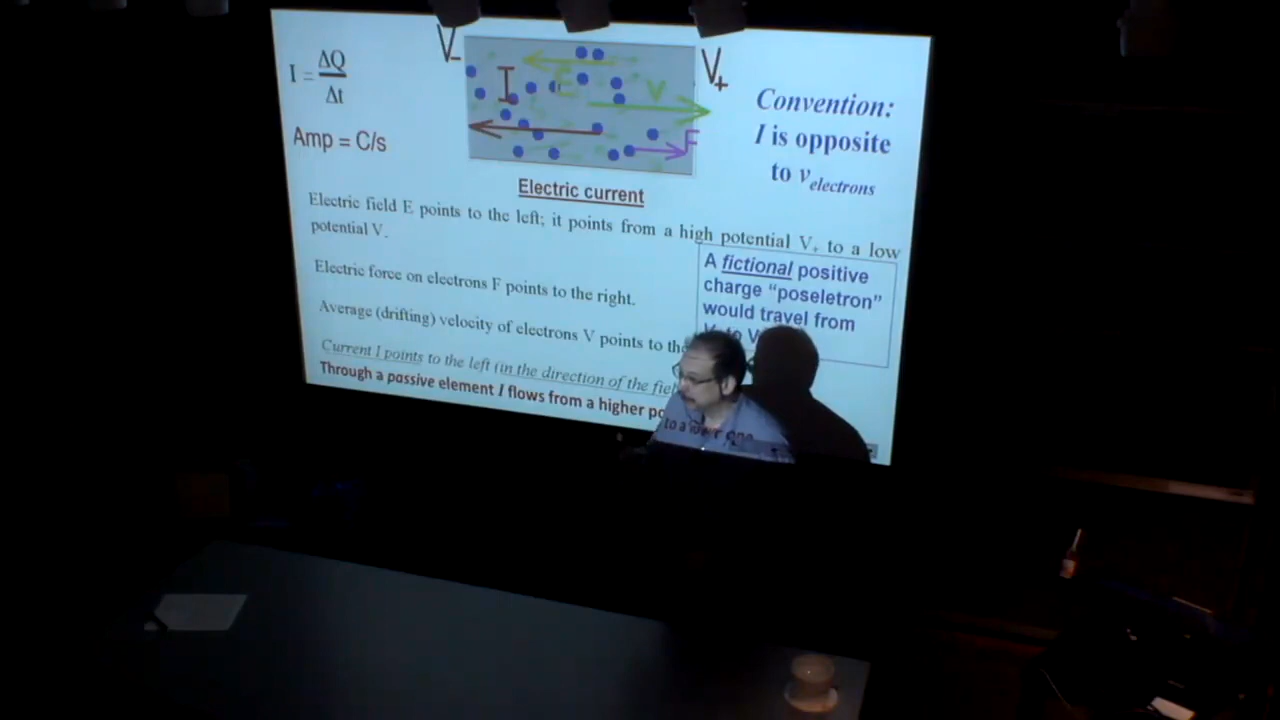 V-
V+
I = ΔQ
Δt
I
E
V
F
Amp = C/s
Convention:
I is opposite
to v electrons
Electric current
Electric field E points to the left; it points from a high potential V+ to a low
potential V-
A fictional positive
charge "poseletron"
would travel from
Electric force on electrons F points to the right.
Average (drifting) velocity of electrons V points to the
Current I points to the left (in the direction of the
Through a passive element I flows from a higher
to a lower one